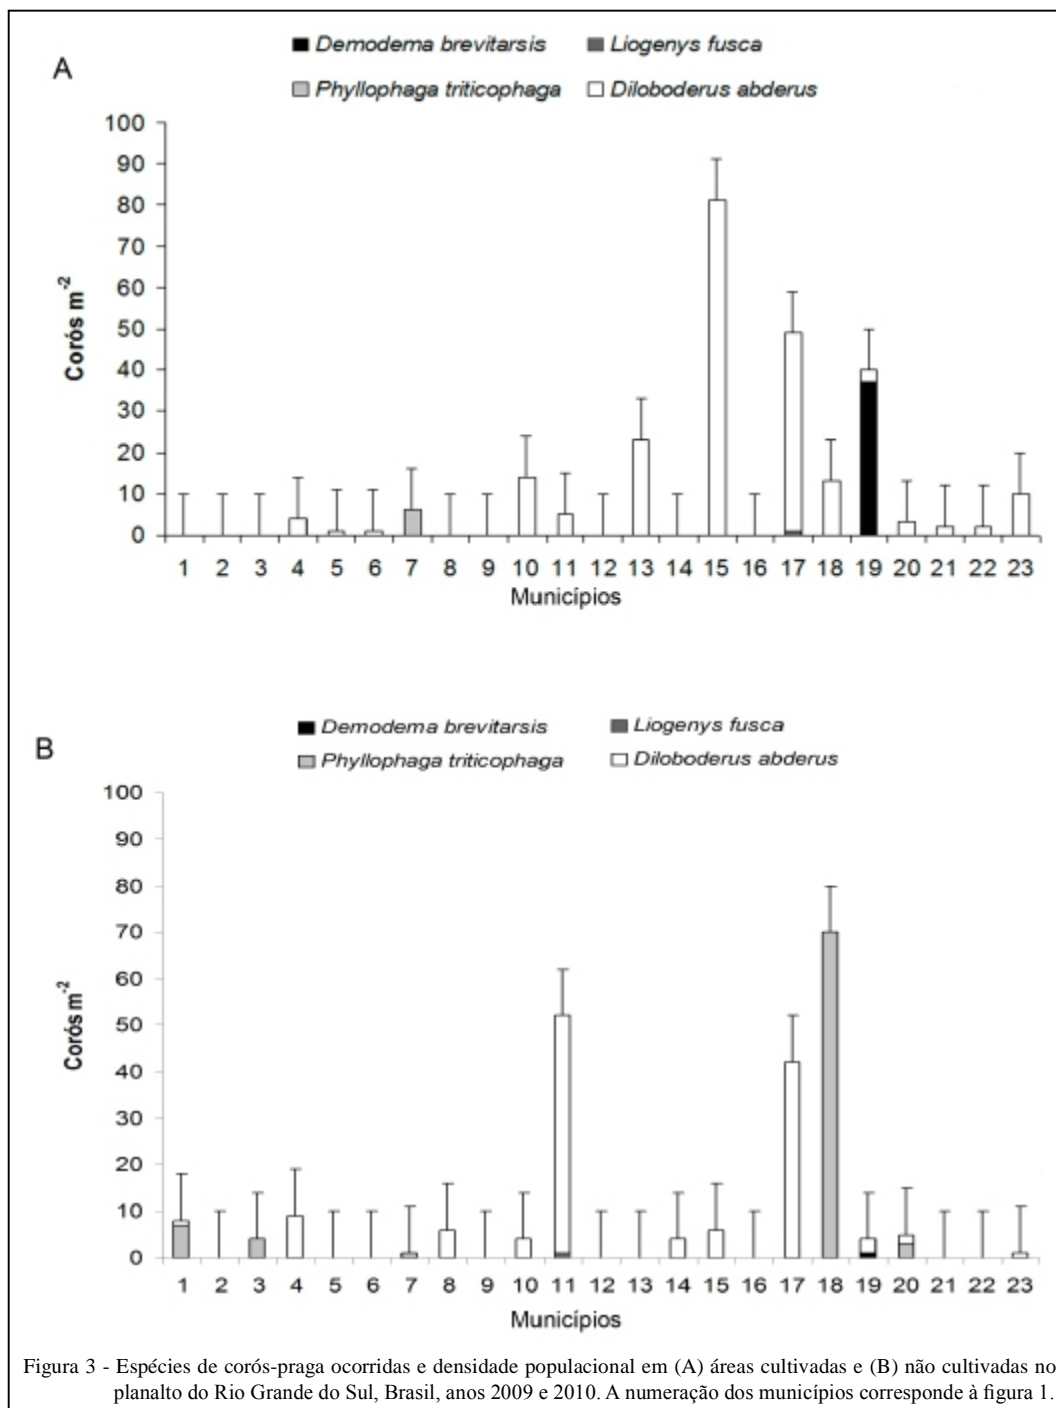 A
Demodema brevitarsis Liogenys fusca
Phyllophaga triticophaga Diloboderus abderus
100
90
80
70
60
50
40
30
20
10
0
Corós m-2
1 2 3 4 5 6 7 8 9 10 11 12 13 14 15 16 17 18 19 20 21 22 23
Municípios
B
Demodema brevitarsis Liogenys fusca
Phyllophaga triticophaga Diloboderus abderus
100
90
80
70
60
50
40
30
20
10
0
Corós m-2
1 2 3 4 5 6 7 8 9 10 11 12 13 14 15 16 17 18 19 20 21 22 23
Municípios
Figura 3 - Espécies de corós-praga ocorridas e densidade populacional em (A) áreas cultivadas e (B) não cultivadas no
planalto do Rio Grande do Sul, Brasil, anos 2009 e 2010. A numeração dos municípios corresponde à figura 1.